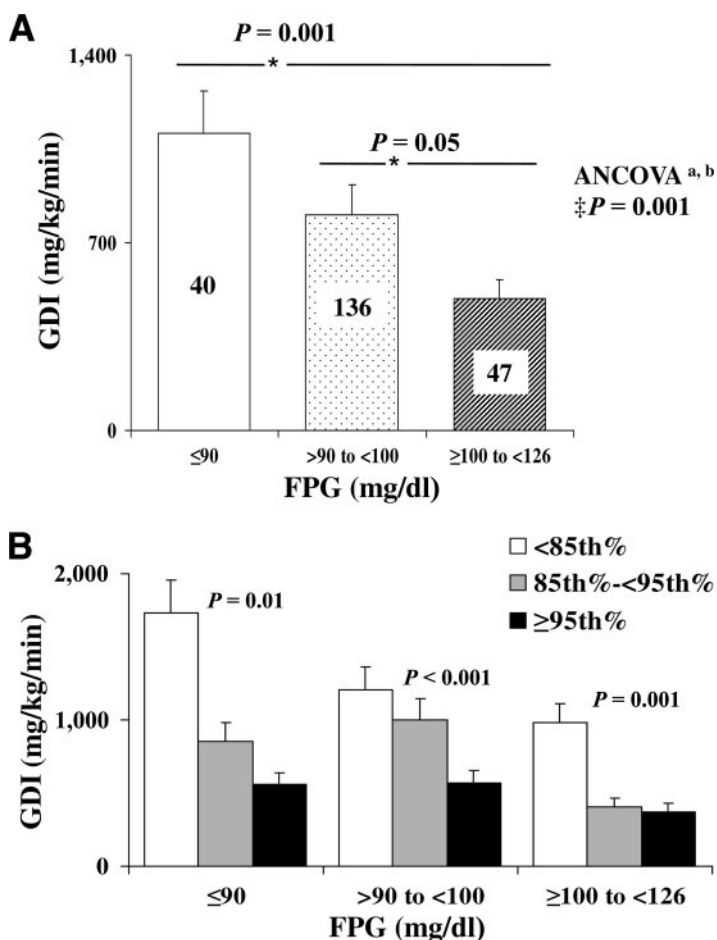 A
P = 0.001
*
1,400
P = 0.05
*
ANCOVA a, b
‡P = 0.001
GDI (mg/kg/min)
700
40
136
47
0
≤90
>90 to <100
≥100 to <126
FPG (mg/dl)
B
<85th%
85th%-<95th%
≥95th%
2,000
P = 0.01
P < 0.001
P = 0.001
GDI (mg/kg/min)
1,000
0
≤90
>90 to <100
≥100 to <126
FPG (mg/dl)